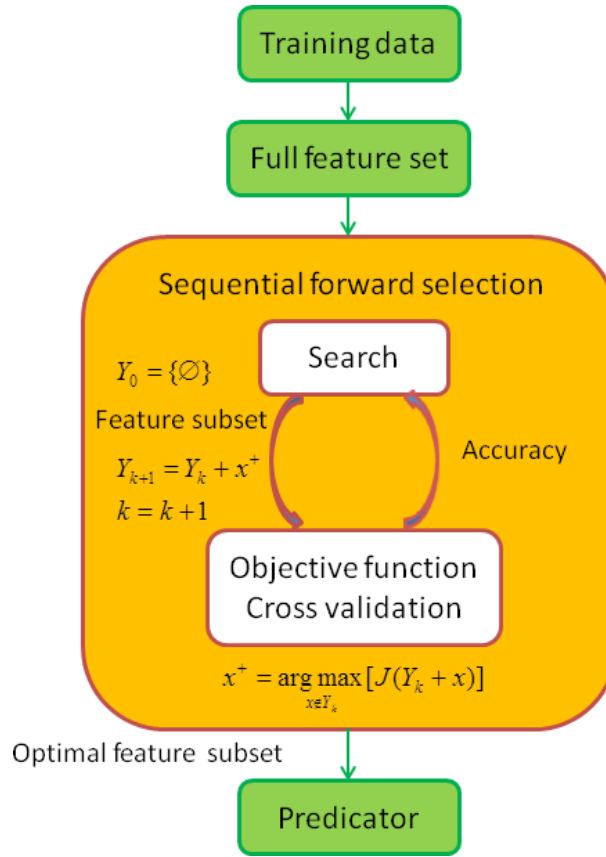 Training data
Full feature set
Sequential forward selection
Search
Y₀ = {∅}
Feature subset
Accuracy
Yₖ₊₁ = Yₖ + x⁺
k = k + 1
Objective function
Cross validation
x⁺ = arg max [J(Yₖ + x)]
x∉Yₖ
Optimal feature subset
Predicator